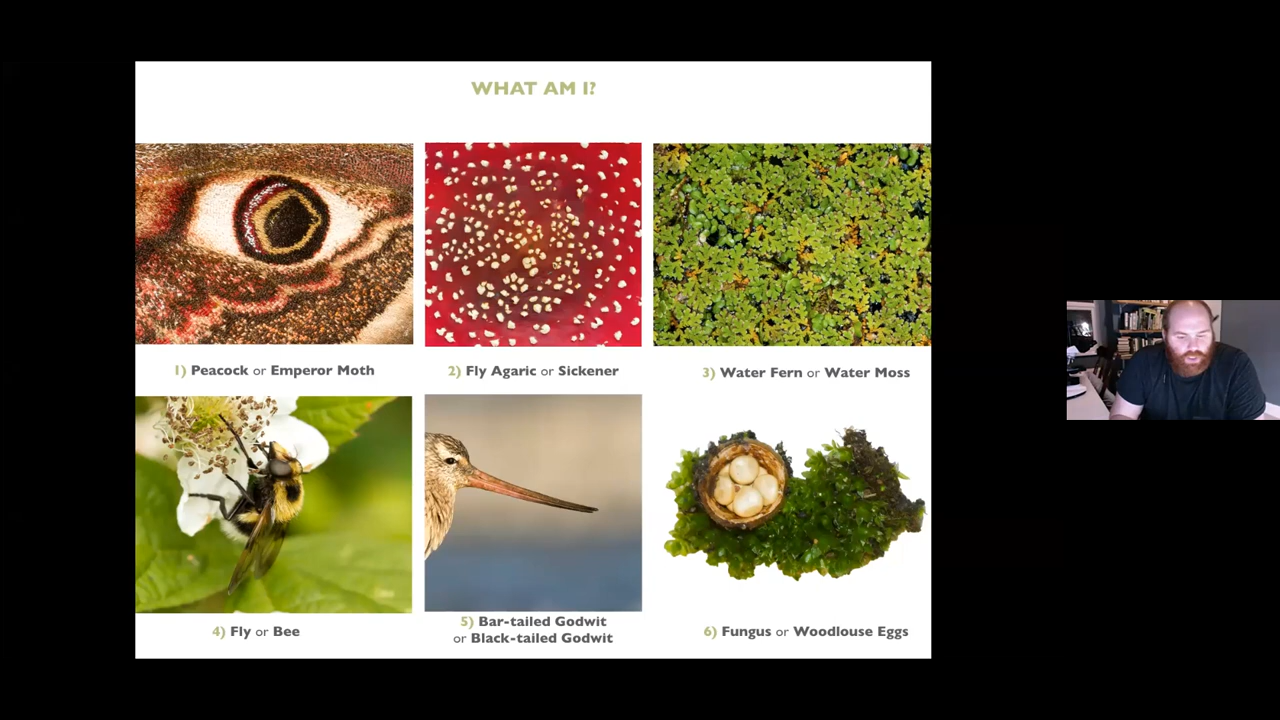 WHAT AM I?
1) Peacock or Emperor Moth
2) Fly Agaric or Sickener
3) Water Fern or Water Moss
4) Fly or Bee
5) Bar-tailed Godwit
or Black-tailed Godwit
6) Fungus or Woodlouse Eggs